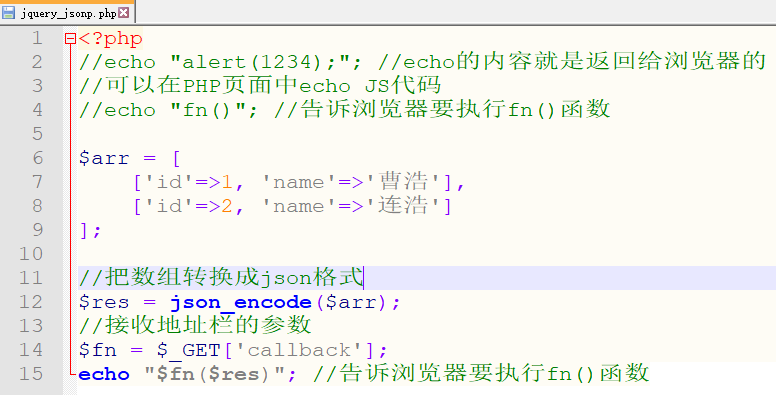 jquery_jsonp.php
1 <?php
2 //echo "alert(1234);"; //echo的内容就是返回给浏览器的
3 //可以在PHP页面中echo JS代码
4 //echo "fn()"; //告诉浏览器要执行fn()函数
5
6 $arr = [
7 ['id'=>1, 'name'=>'曹浩'],
8 ['id'=>2, 'name'=>'连浩']
9 ];
10
11 //把数组转换成json格式
12 $res = json_encode($arr);
13 //接收地址栏的参数
14 $fn = $_GET['callback'];
15 echo "$fn($res)"; //告诉浏览器要执行fn()函数